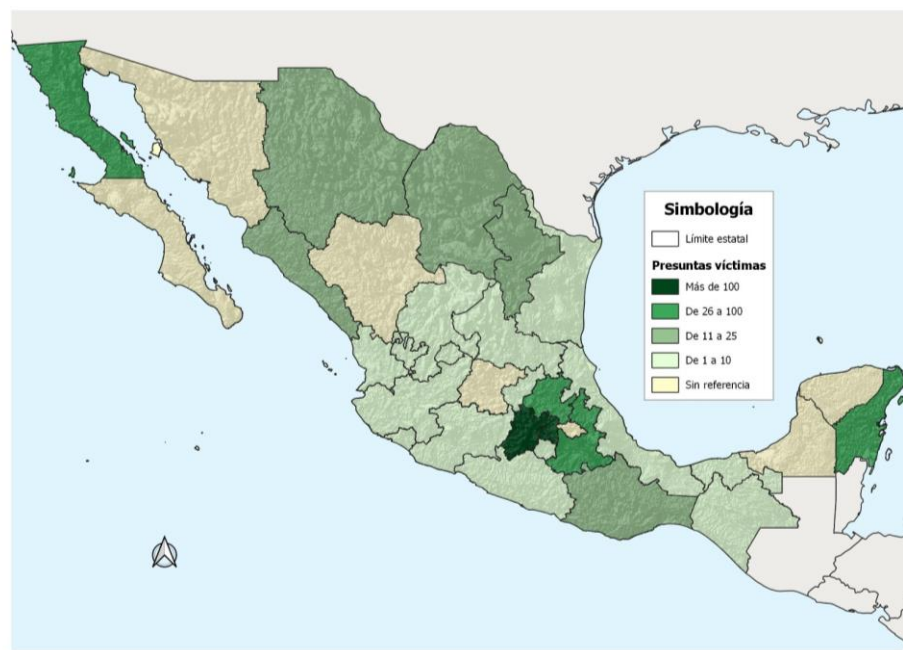 Simbología
Límite estatal
Presuntas víctimas
Más de 100
De 26 a 100
De 11 a 25
De 1 a 10
Sin referencia